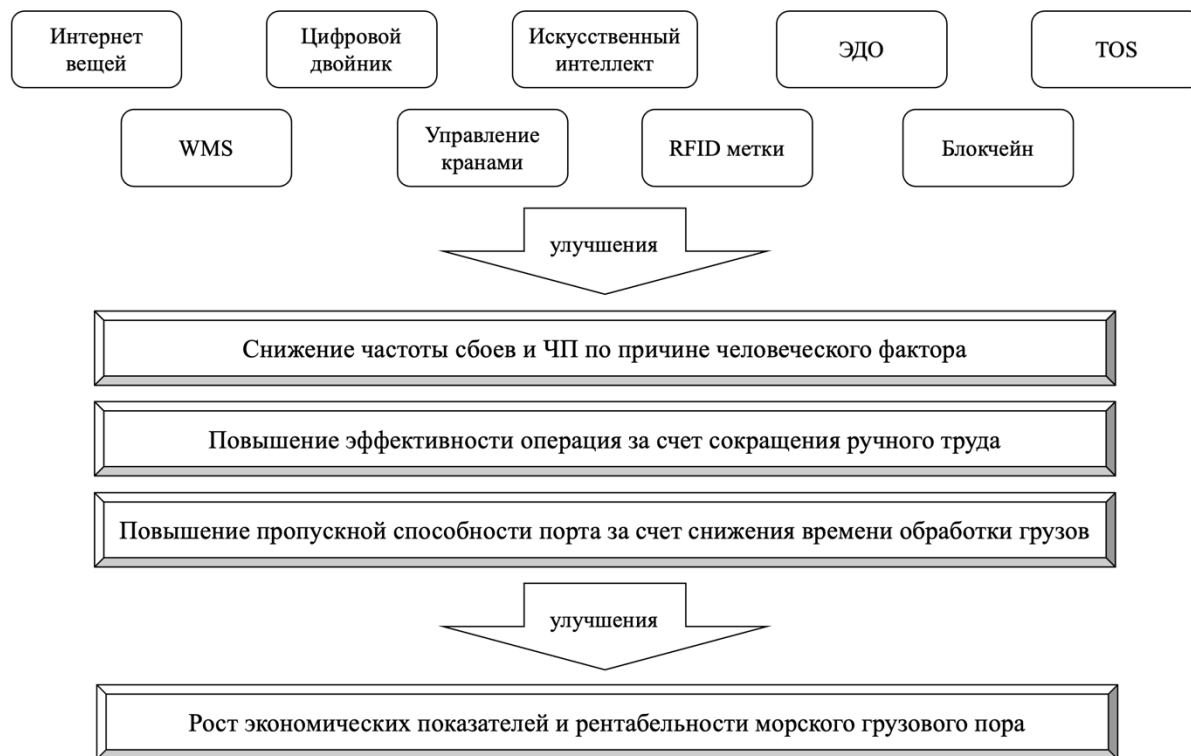 Интернет
вещей
Цифровой
двойник
Искусственный
интеллект
ЭДО
TOS
WMS
Управление
кранами
RFID метки
Блокчейн
улучшения
Снижение частоты сбоев и ЧП по причине человеческого фактора
Повышение эффективности операция за счет сокращения ручного труда
Повышение пропускной способности порта за счет снижения времени обработки грузов
улучшения
Рост экономических показателей и рентабельности морского грузового пора